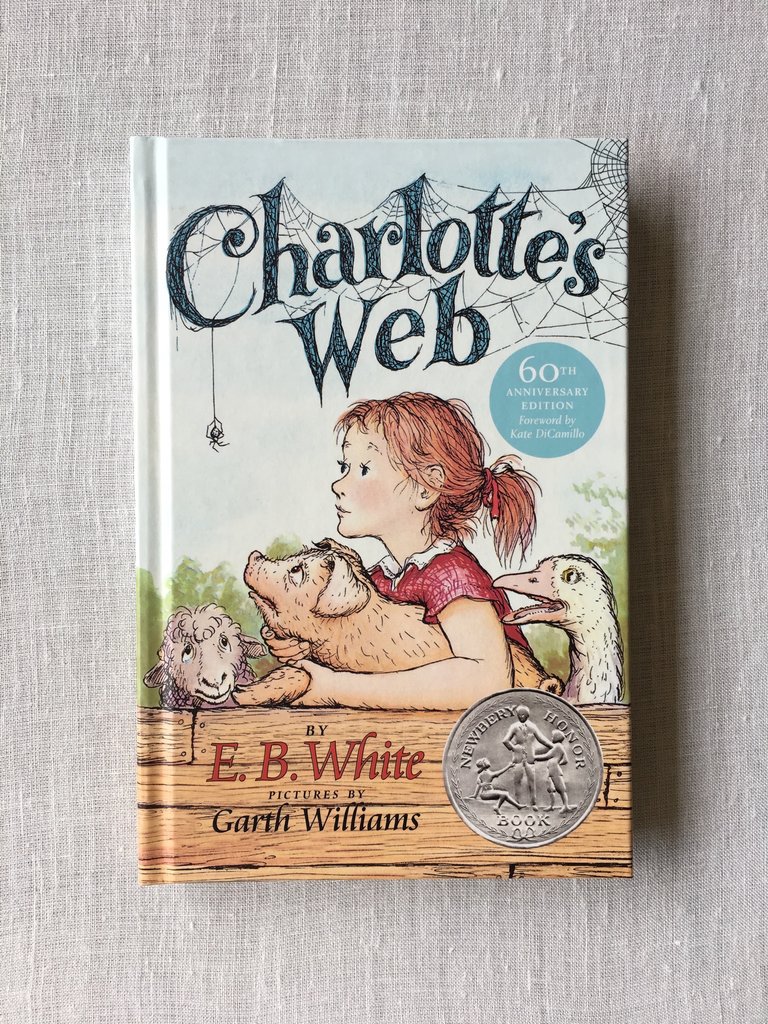 Charlotte's
Web
60TH
ANNIVERSARY
EDITION
Foreword by
Kate DiCamillo
BY
E. B. White
PICTURES BY
Garth Williams
NEWBERY HONOR
BOOK